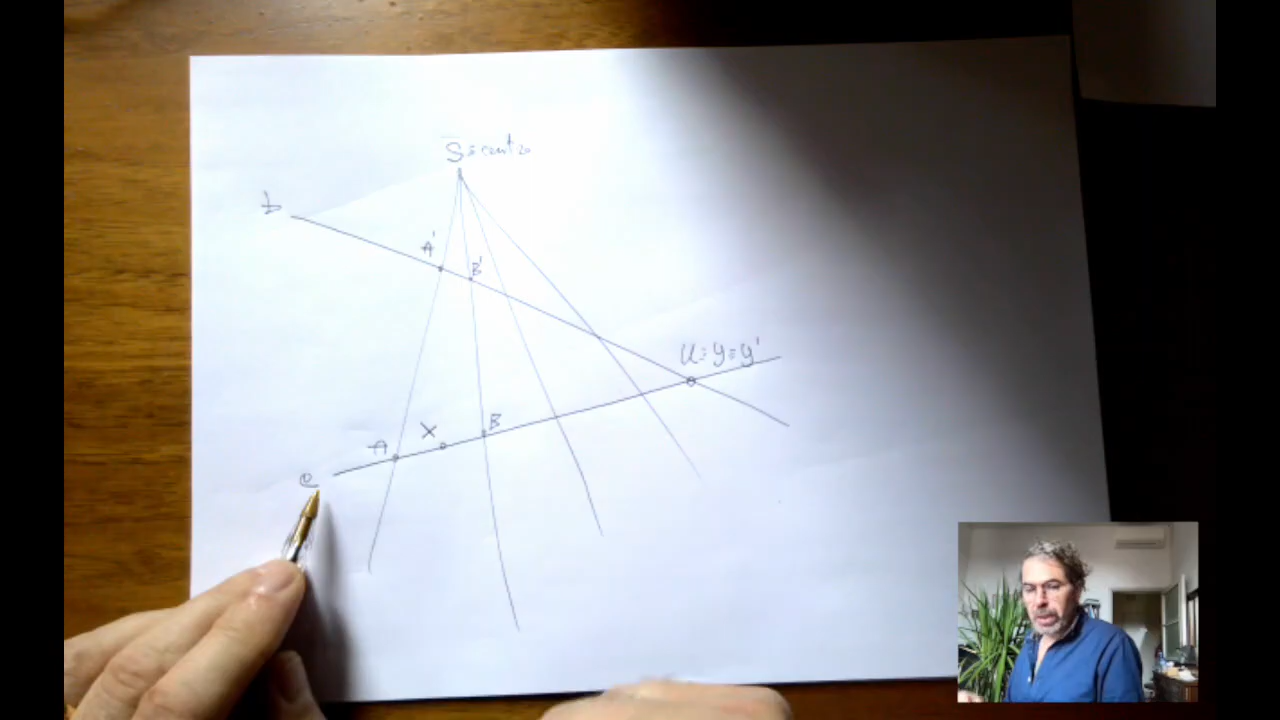 S ≡ centro
b
A'
B'
U ≡ Y ≡ Y'
B
X
A